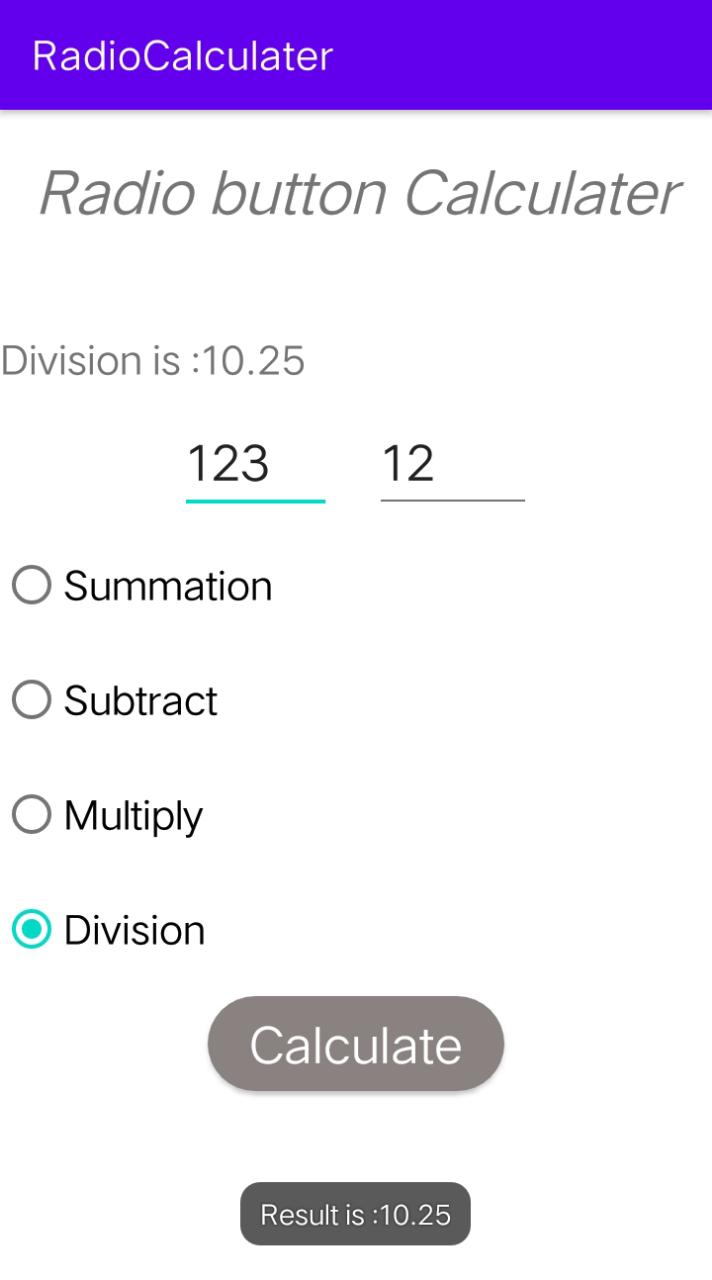 RadioCalculater
Radio button Calculater
Division is :10.25
123 12
Summation
Subtract
Multiply
Division
Calculate
Result is :10.25